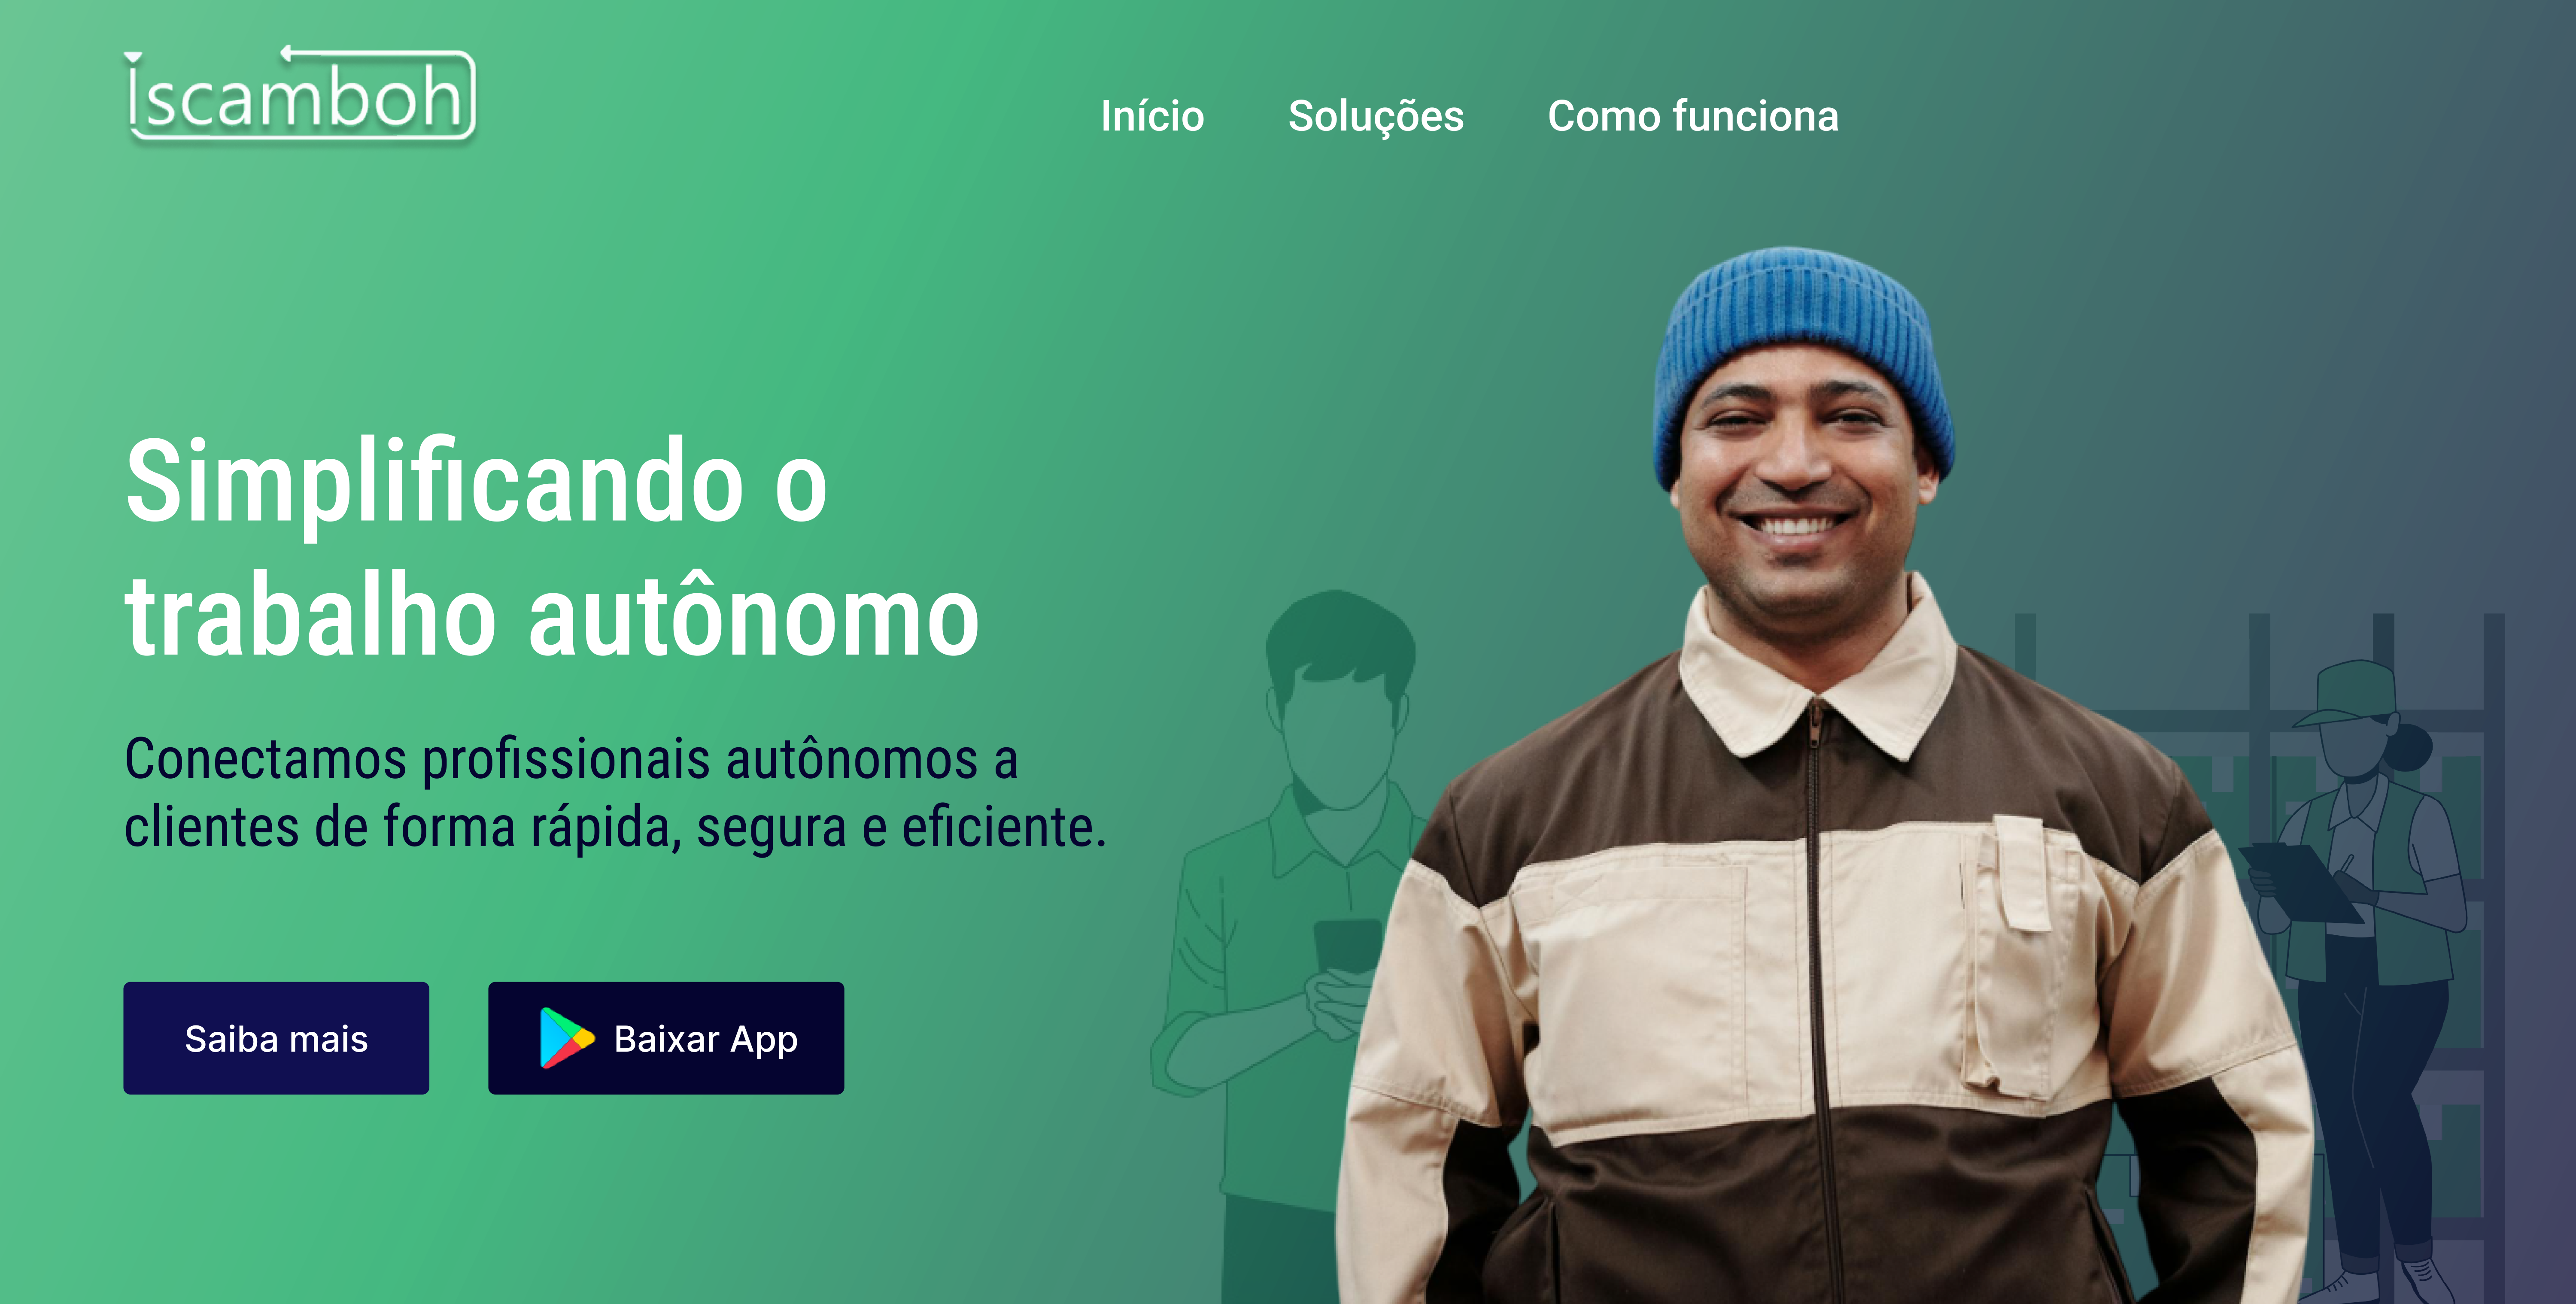 iscamboh
Início Soluções Como funciona
Simplificando o
trabalho autônomo
Conectamos profissionais autônomos a
clientes de forma rápida, segura e eficiente.
Saiba mais Baixar App